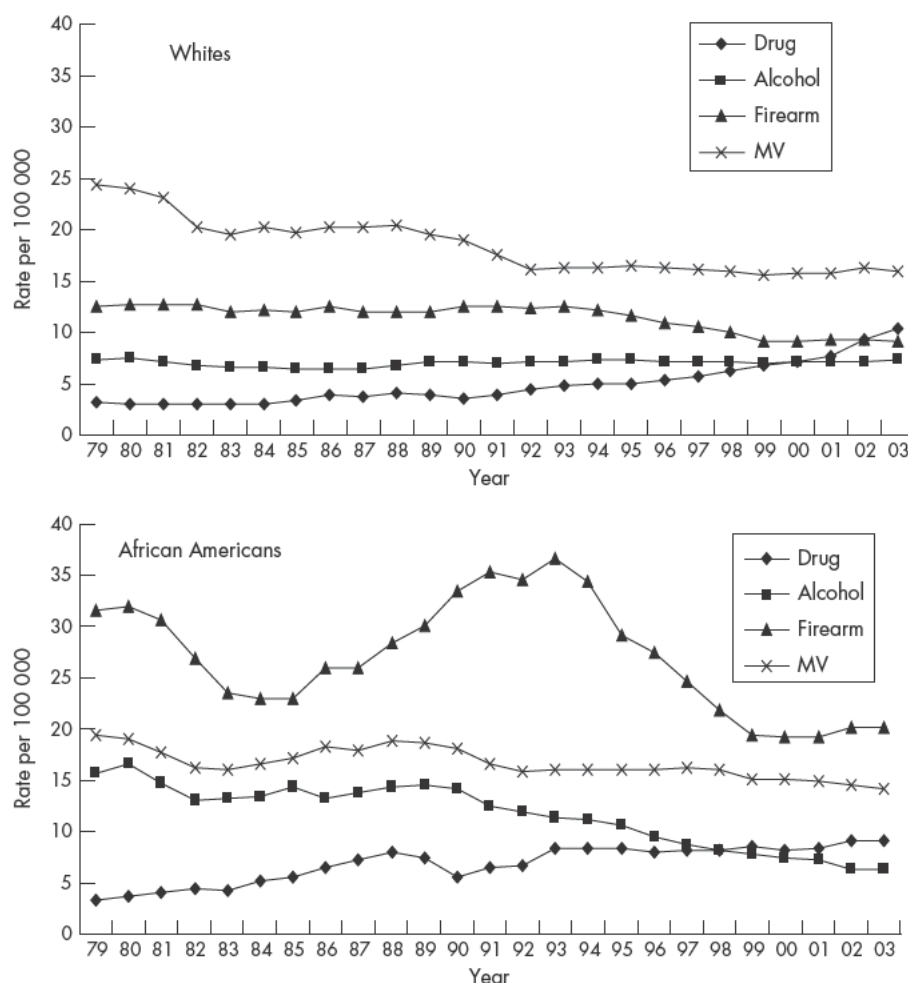 40
Whites
Drug
35
Alcohol
30
Firearm
MV
25
Rate per 100 000
20
15
10
5
0
79 80 81 82 83 84 85 86 87 88 89 90 91 92 93 94 95 96 97 98 99 00 01 02 03
Year
40
African Americans
Drug
35
Alcohol
30
Firearm
MV
25
Rate per 100 000
20
15
10
5
0
79 80 81 82 83 84 85 86 87 88 89 90 91 92 93 94 95 96 97 98 99 00 01 02 03
Year